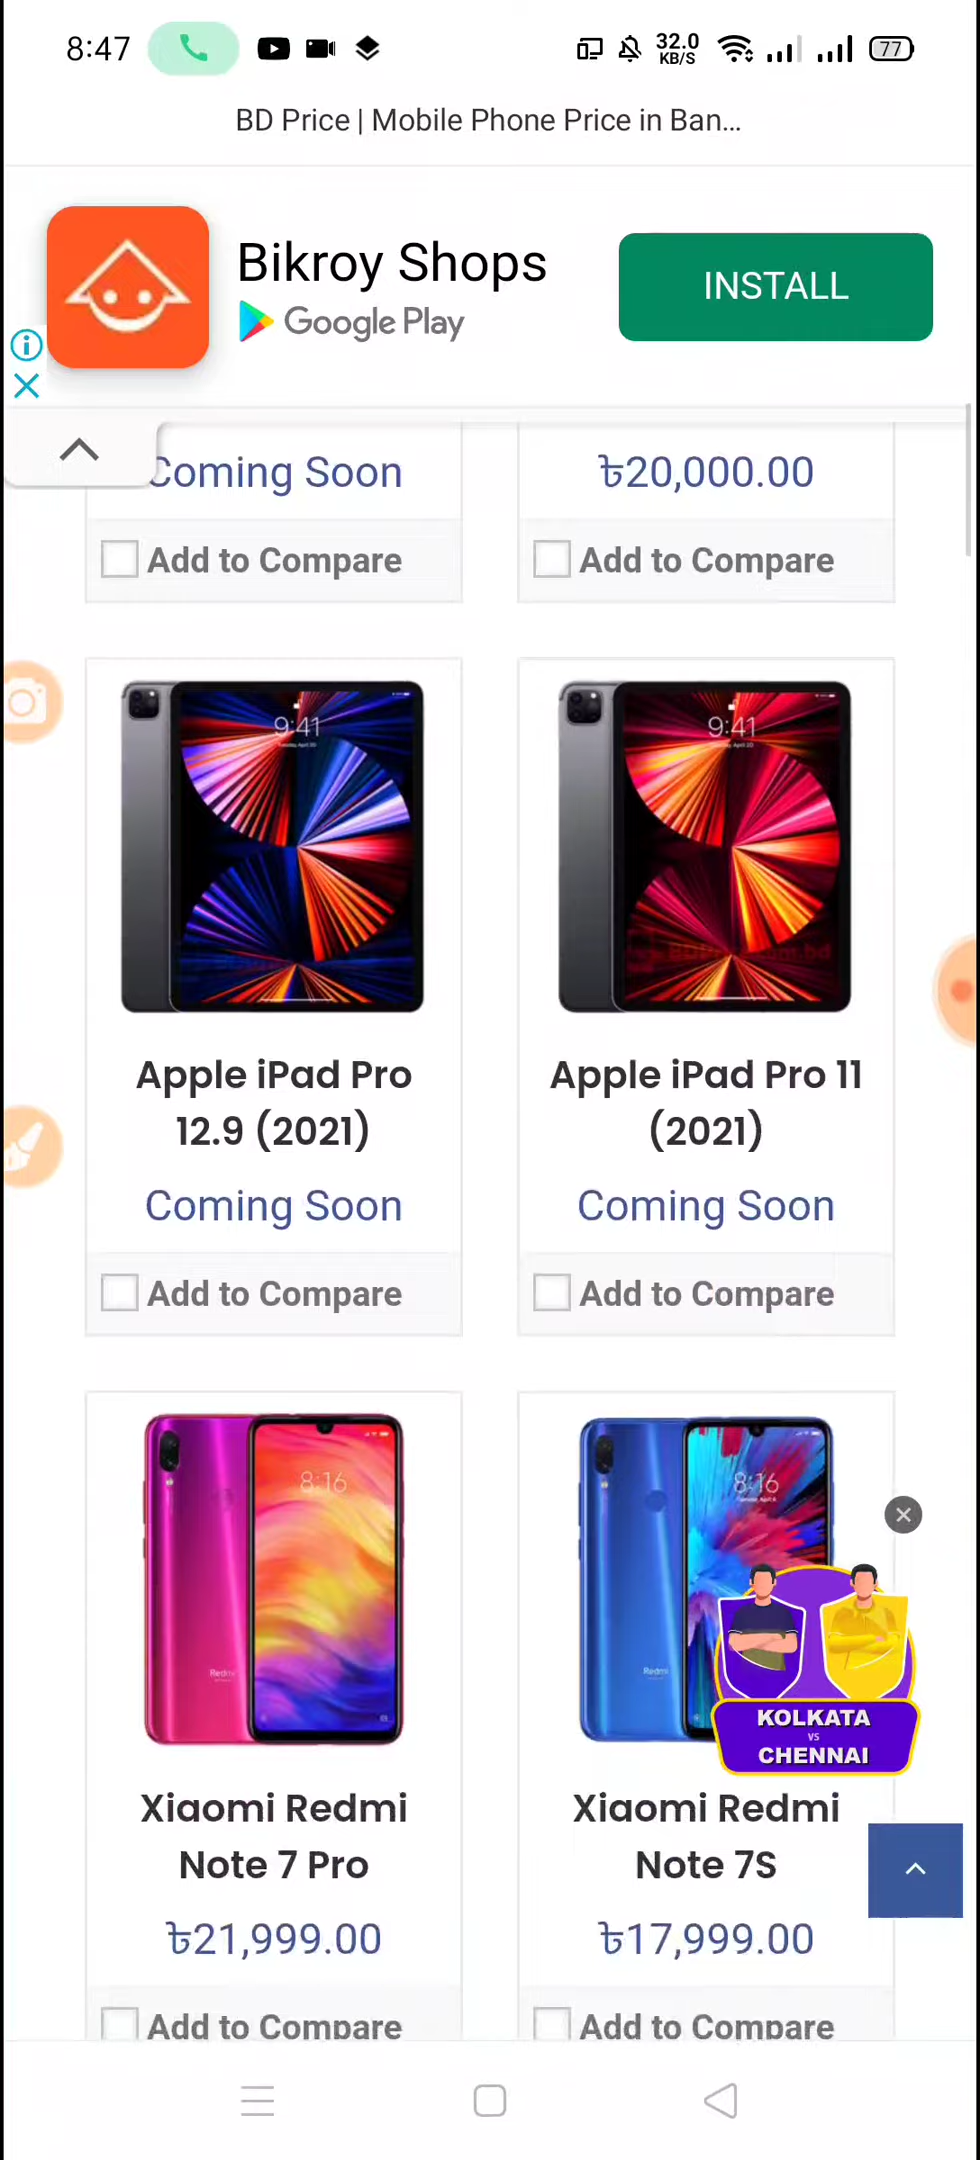 8:47
32.0
KB/S
77
BD Price | Mobile Phone Price in Ban...
Bikroy Shops
Google Play
INSTALL
Coming Soon
৳20,000.00
Add to Compare
Add to Compare
9:41
9:41
Apple iPad Pro
12.9 (2021)
Apple iPad Pro 11
(2021)
Coming Soon
Coming Soon
Add to Compare
Add to Compare
8:16
8:16
Redmi
Redmi
KOLKATA
VS
CHENNAI
Xiaomi Redmi
Note 7 Pro
Xiaomi Redmi
Note 7S
৳21,999.00
৳17,999.00
Add to Compare
Add to Compare